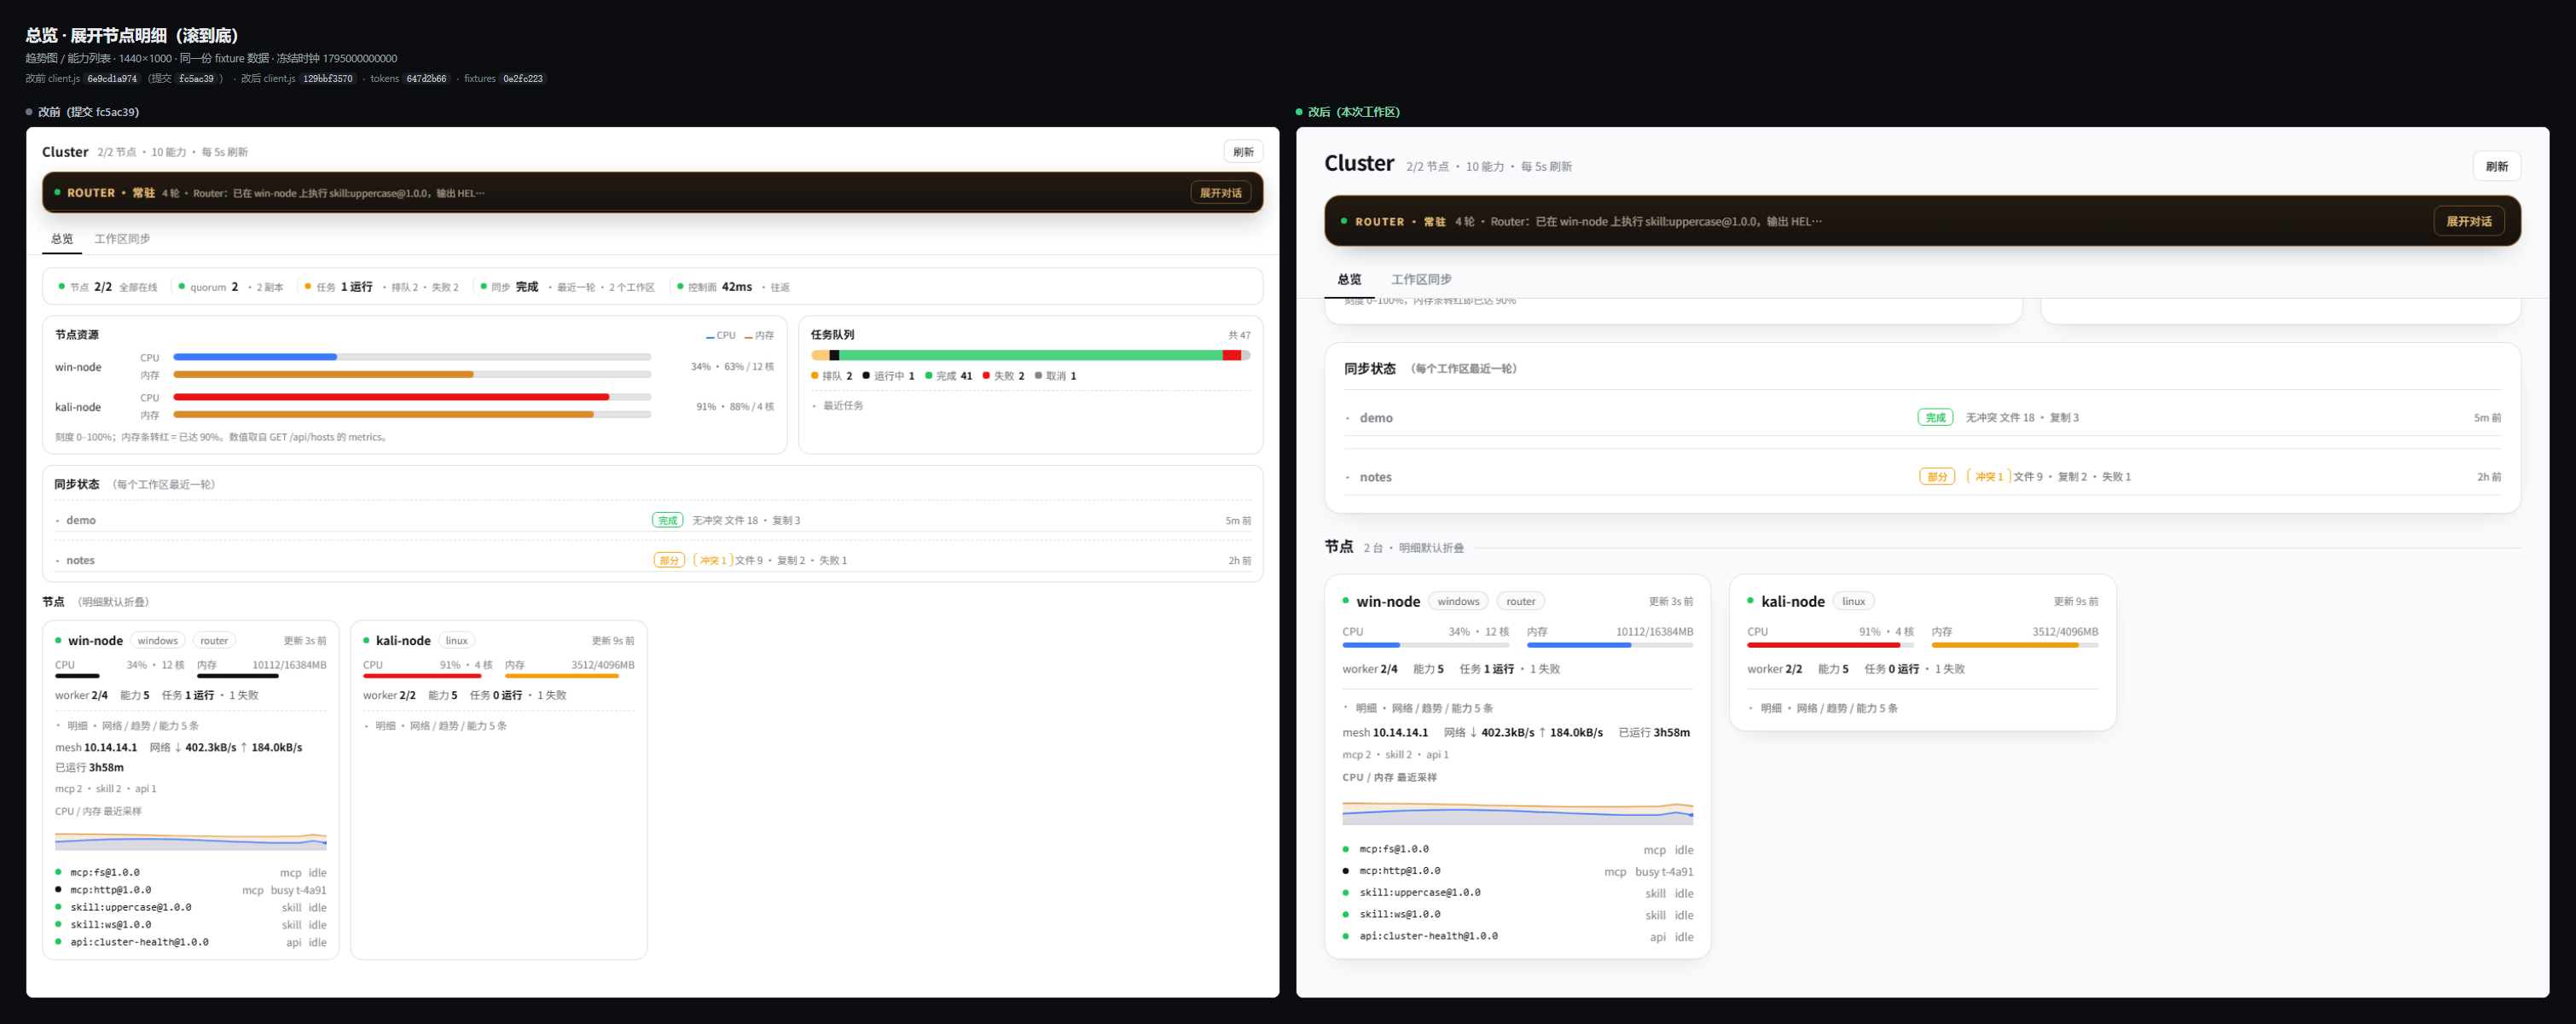 总览 · 展开节点明细（滚到底）
趋势图 / 能力列表 · 1440×1000 · 同一份 fixture 数据 · 冻结时钟 1795000000000
改前 client.js 6e9cd1a974 （提交 fc5ac39 ） · 改后 client.js 129bbf3570 · tokens 647d2b66 · fixtures 0e2fc223
改前（提交 fc5ac39）
Cluster 2/2 节点 · 10 能力 · 每 5s 刷新
刷新
ROUTER · 常驻 4 轮 · Router：已在 win-node 上执行 skill:uppercase@1.0.0，输出 HEL…
展开对话
总览 工作区同步
节点 2/2 全部在线 quorum 2 · 2 副本 任务 1 运行 · 排队 2 · 失败 2 同步 完成 · 最近一轮 · 2 个工作区 控制面 42ms · 往返
节点资源 CPU 内存
win-node CPU 内存 34% · 63% / 12 核
kali-node CPU 内存 91% · 88% / 4 核
刻度 0–100%；内存条转红 = 已达 90%。数值取自 GET /api/hosts 的 metrics。
任务队列 共 47
排队 2 运行中 1 完成 41 失败 2 取消 1
最近任务
同步状态 （每个工作区最近一轮）
demo 完成 无冲突 文件 18 · 复制 3 5m 前
notes 部分 冲突 1 文件 9 · 复制 2 · 失败 1 2h 前
节点 （明细默认折叠）
win-node windows router 更新 3s 前
CPU 34% · 12 核 内存 10112/16384MB
worker 2/4 能力 5 任务 1 运行 · 1 失败
明细 · 网络 / 趋势 / 能力 5 条
mesh 10.14.14.1 网络 ↓ 402.3kB/s ↑ 184.0kB/s
已运行 3h58m
mcp 2 · skill 2 · api 1
CPU / 内存 最近采样
mcp:fs@1.0.0 mcp idle
mcp:http@1.0.0 mcp busy t-4a91
skill:uppercase@1.0.0 skill idle
skill:ws@1.0.0 skill idle
api:cluster-health@1.0.0 api idle
kali-node linux 更新 9s 前
CPU 91% · 4 核 内存 3512/4096MB
worker 2/2 能力 5 任务 0 运行 · 1 失败
明细 · 网络 / 趋势 / 能力 5 条
改后（本次工作区）
Cluster 2/2 节点 · 10 能力 · 每 5s 刷新
刷新
ROUTER · 常驻 4 轮 · Router：已在 win-node 上执行 skill:uppercase@1.0.0，输出 HEL…
展开对话
总览 工作区同步
刻度 0–100%；内存条转红即已达 90%
同步状态 （每个工作区最近一轮）
demo 完成 无冲突 文件 18 · 复制 3 5m 前
notes 部分 冲突 1 文件 9 · 复制 2 · 失败 1 2h 前
节点 2 台 · 明细默认折叠
win-node windows router 更新 3s 前
CPU 34% · 12 核 内存 10112/16384MB
worker 2/4 能力 5 任务 1 运行 · 1 失败
明细 · 网络 / 趋势 / 能力 5 条
mesh 10.14.14.1 网络 ↓ 402.3kB/s ↑ 184.0kB/s 已运行 3h58m
mcp 2 · skill 2 · api 1
CPU / 内存 最近采样
mcp:fs@1.0.0 mcp idle
mcp:http@1.0.0 mcp busy t-4a91
skill:uppercase@1.0.0 skill idle
skill:ws@1.0.0 skill idle
api:cluster-health@1.0.0 api idle
kali-node linux 更新 9s 前
CPU 91% · 4 核 内存 3512/4096MB
worker 2/2 能力 5 任务 0 运行 · 1 失败
明细 · 网络 / 趋势 / 能力 5 条